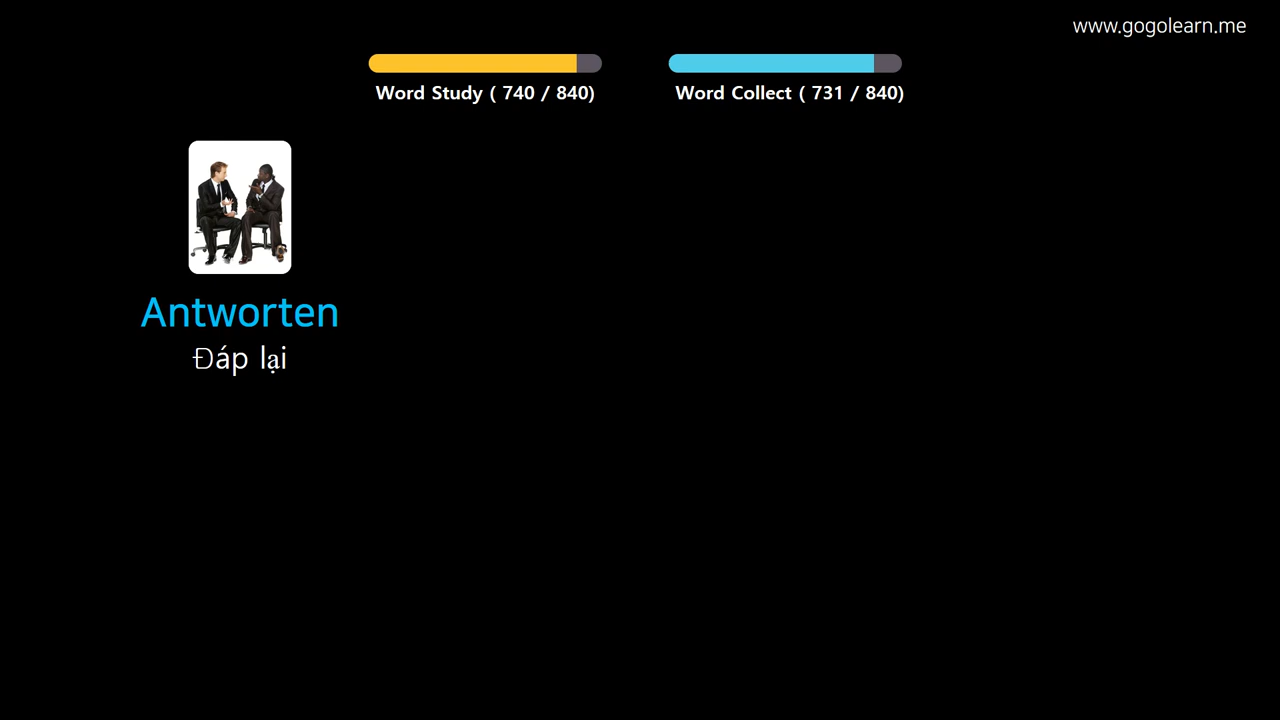 www.gogolearn.me
Word Study ( 740 / 840)
Word Collect ( 731 / 840)
Antworten
Đáp lại